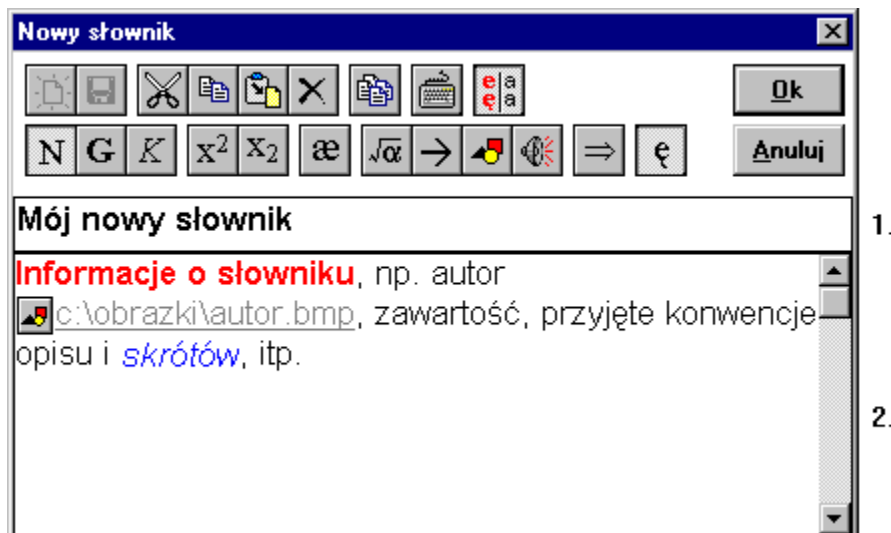 Nowy słownik
e a
ę a
Ok
N G K x² x₂ æ √α → ⇒ ę
Anuluj
Mój nowy słownik
1.
Informacje o słowniku, np. autor
c:\obrazki\autor.bmp, zawartość, przyjęte konwencje
opisu i skrótów, itp.
2.